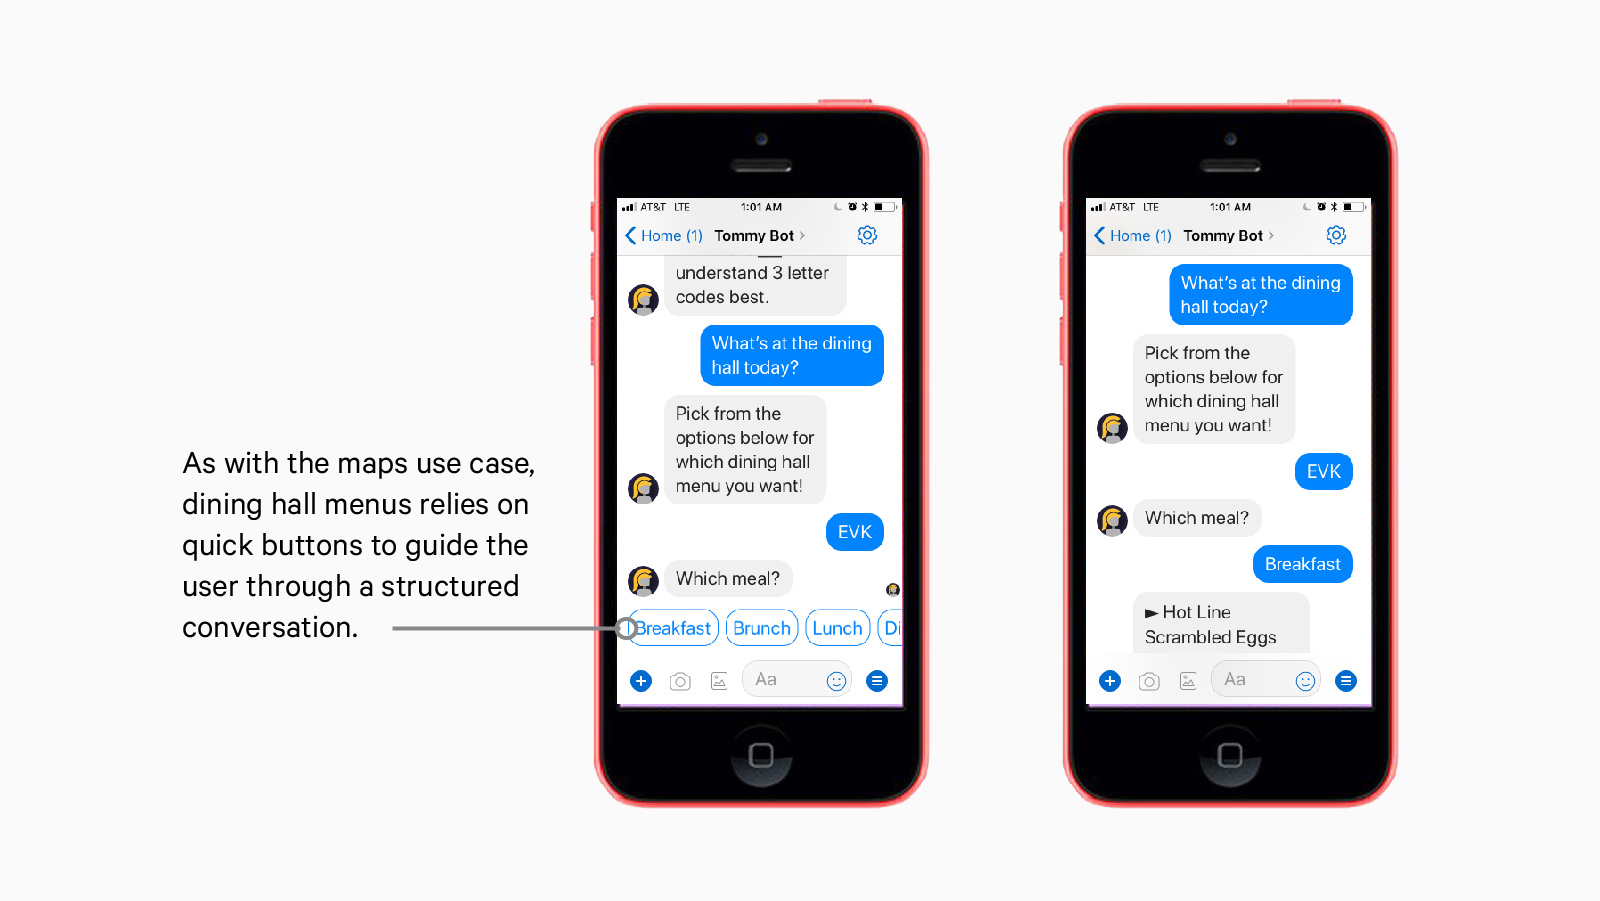 As with the maps use case,
dining hall menus relies on
quick buttons to guide the
user through a structured
conversation.
AT&T LTE 1:01 AM
Home (1) Tommy Bot
understand 3 letter
codes best.
What's at the dining
hall today?
Pick from the
options below for
which dining hall
menu you want!
EVK
Which meal?
Breakfast Brunch Lunch Di
Aa
AT&T LTE 1:01 AM
Home (1) Tommy Bot
What's at the dining
hall today?
Pick from the
options below for
which dining hall
menu you want!
EVK
Which meal?
Breakfast
► Hot Line
Scrambled Eggs
Aa